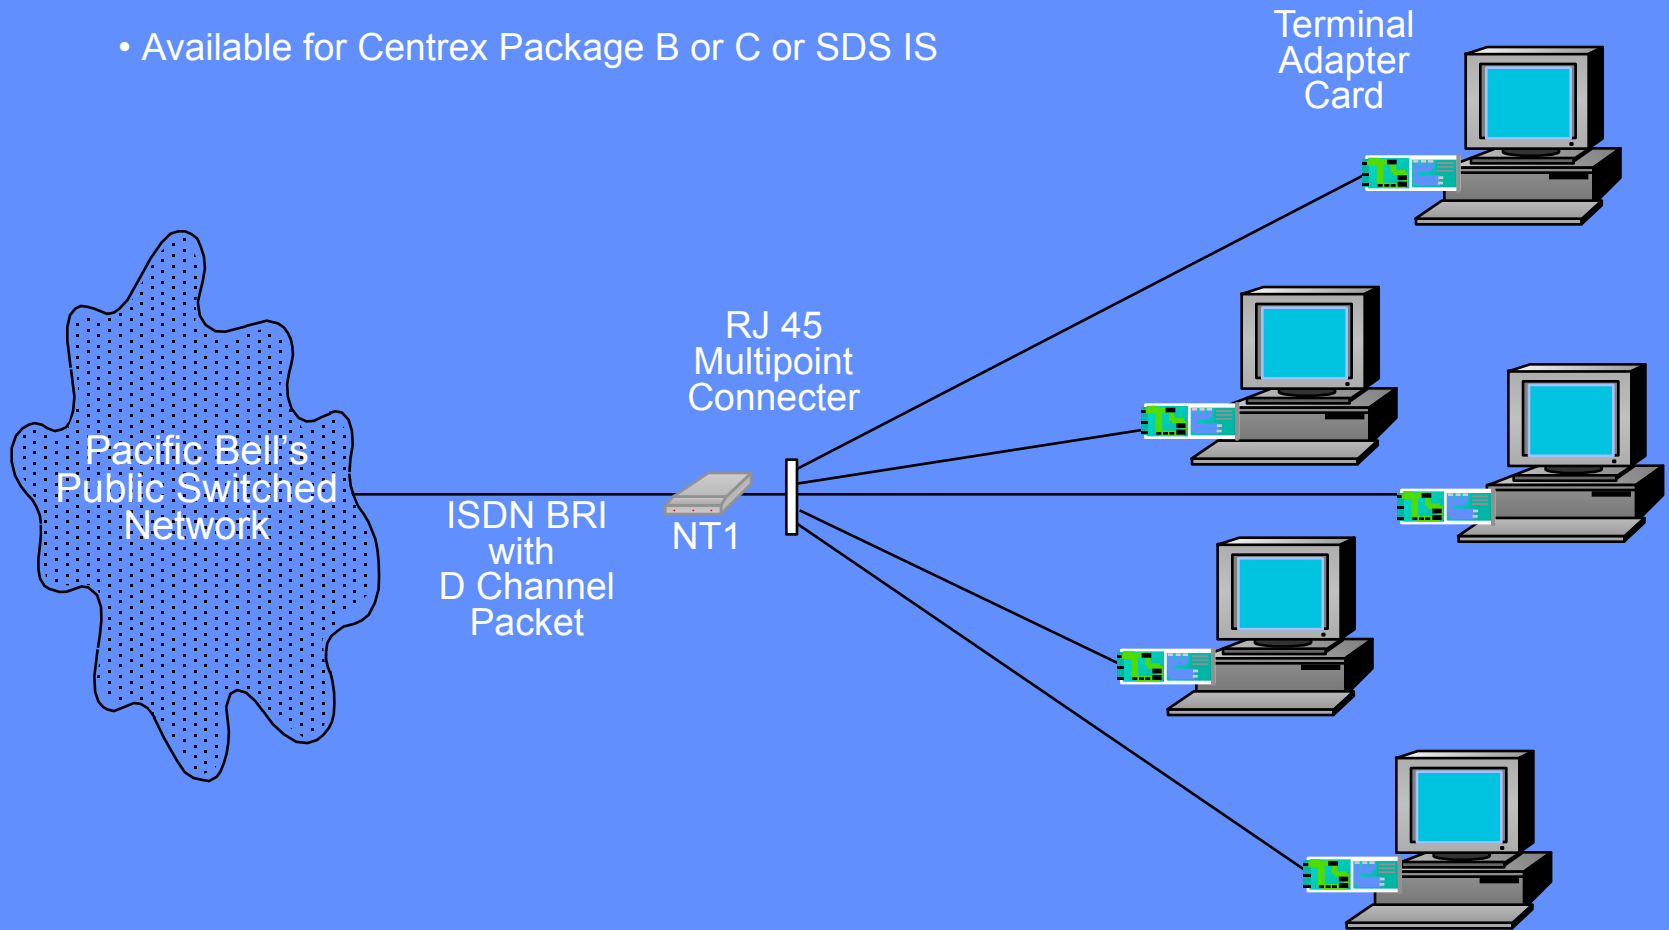 • Available for Centrex Package B or C or SDS IS
Terminal
Adapter
Card
RJ 45
Multipoint
Connecter
Pacific Bell's
Public Switched
Network
ISDN BRI
with
D Channel
Packet
NT1